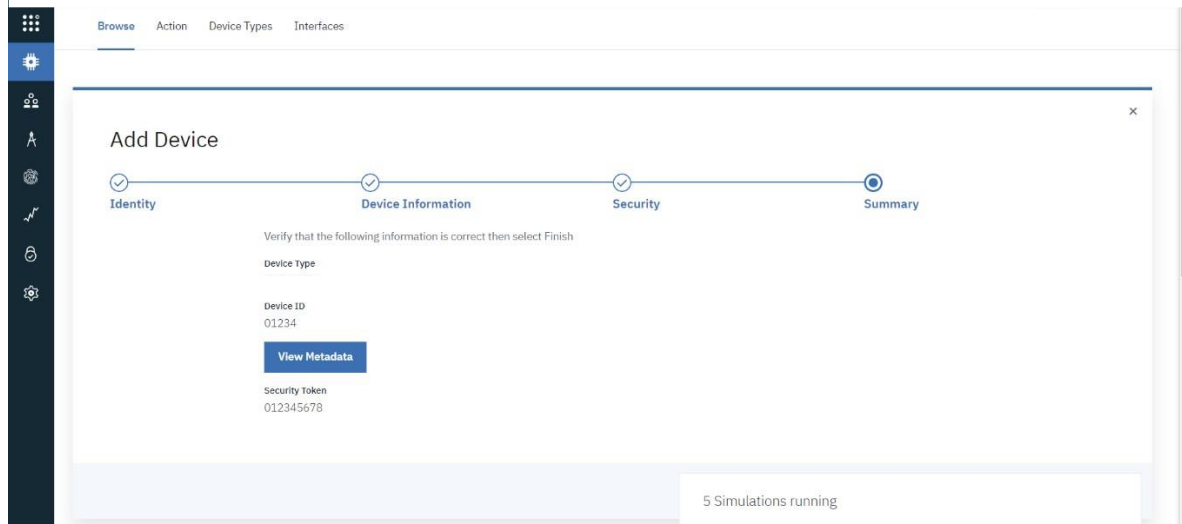 Browse Action Device Types Interfaces
×
Add Device
Identity Device Information Security Summary
Verify that the following information is correct then select Finish
Device Type
Device ID
01234
View Metadata
Security Token
012345678
5 Simulations running